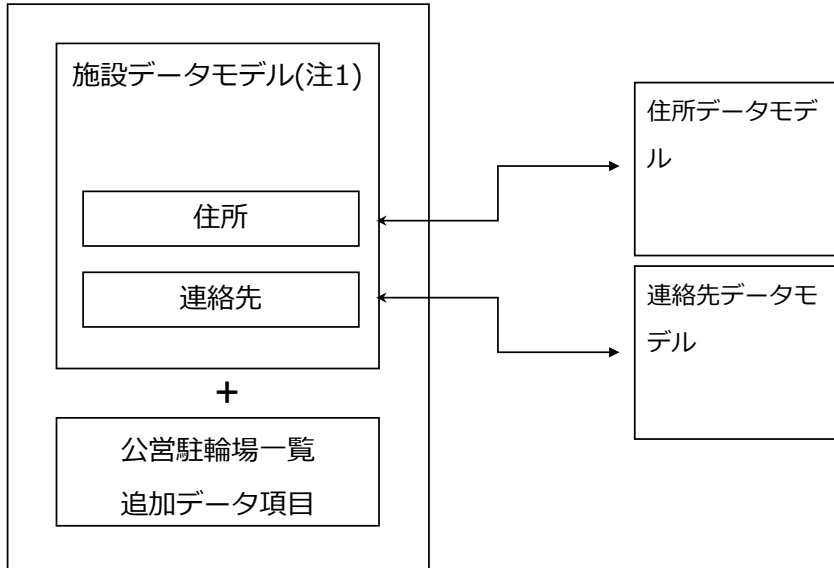 施設データモデル(注1)
住所
連絡先
+
公営駐輪場一覧
追加データ項目
住所データモデ
ル
連絡先データモ
デル